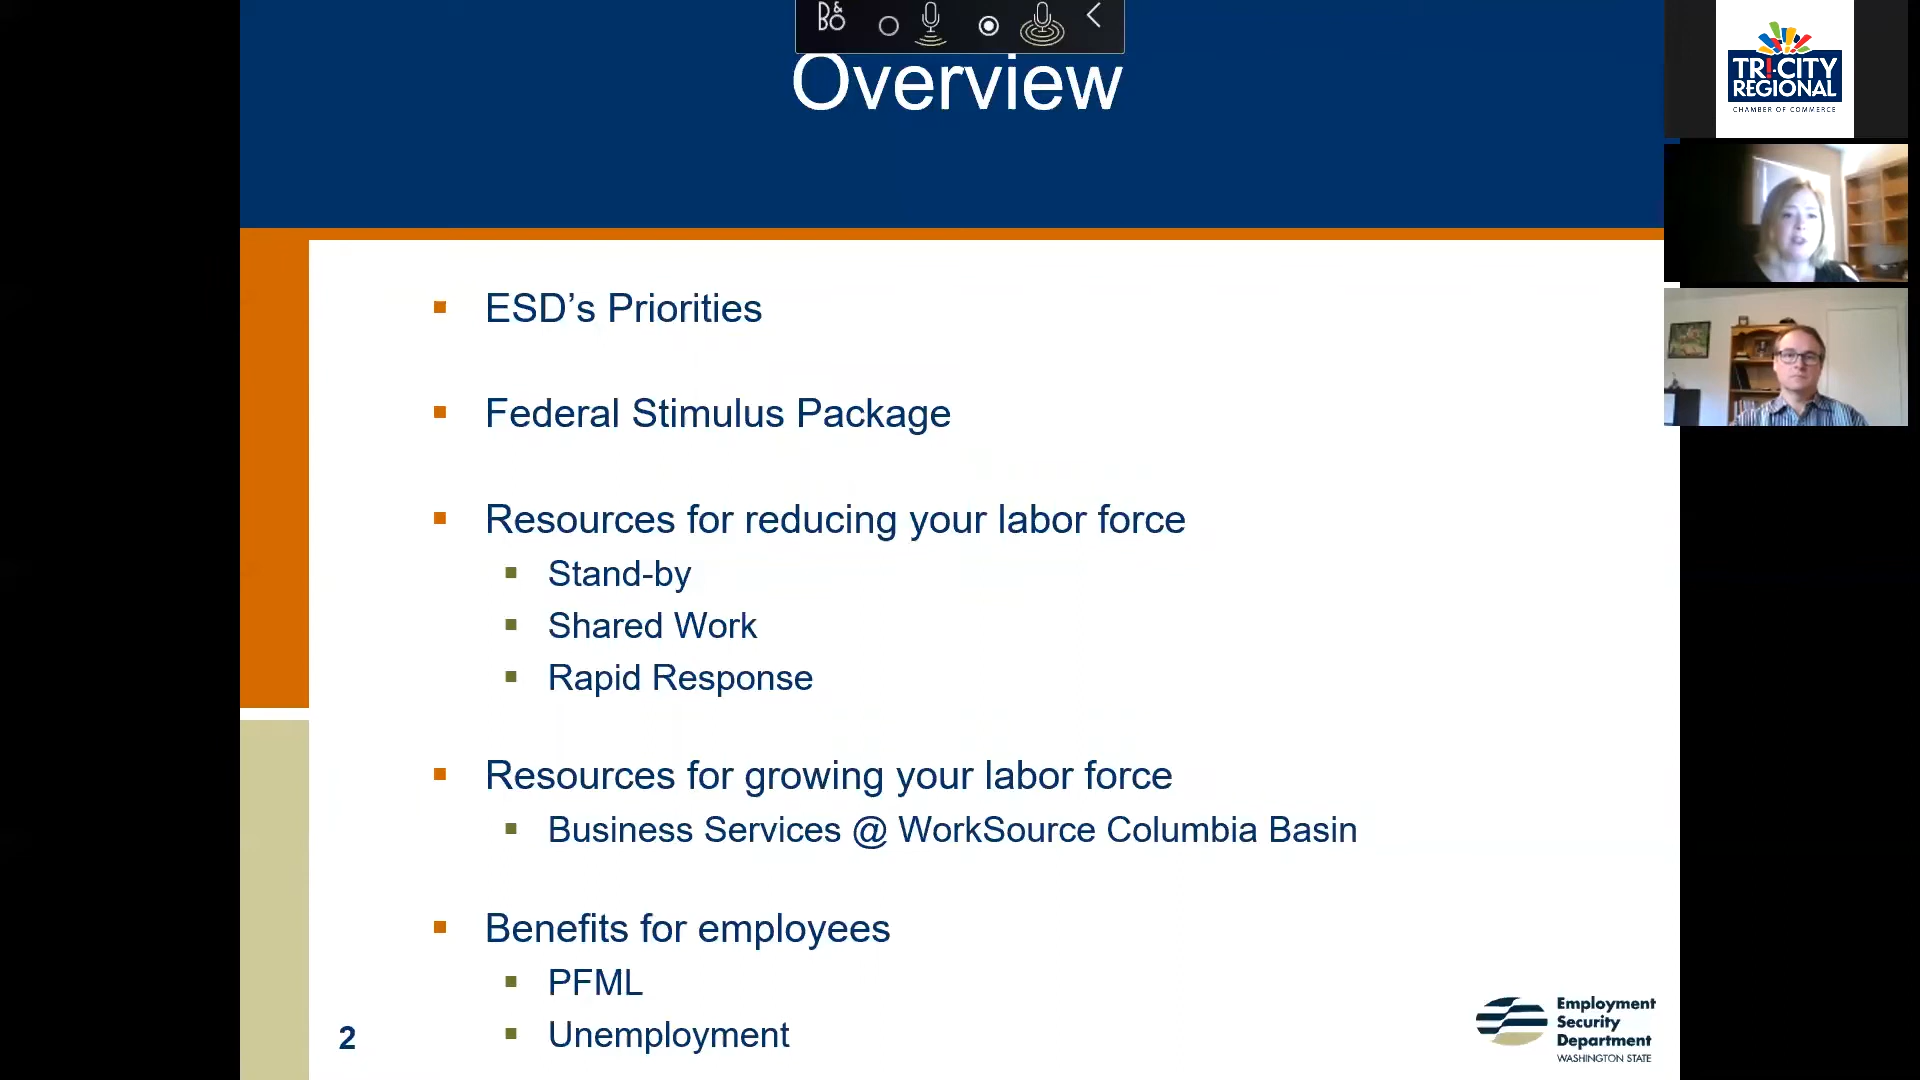 B&O
Overview
TR!-CITY
REGIONAL
CHAMBER OF COMMERCE
▪ ESD’s Priorities
▪ Federal Stimulus Package
▪ Resources for reducing your labor force
▪ Stand-by
▪ Shared Work
▪ Rapid Response
▪ Resources for growing your labor force
▪ Business Services @ WorkSource Columbia Basin
▪ Benefits for employees
▪ PFML
▪ Unemployment
2
Employment
Security
Department
WASHINGTON STATE